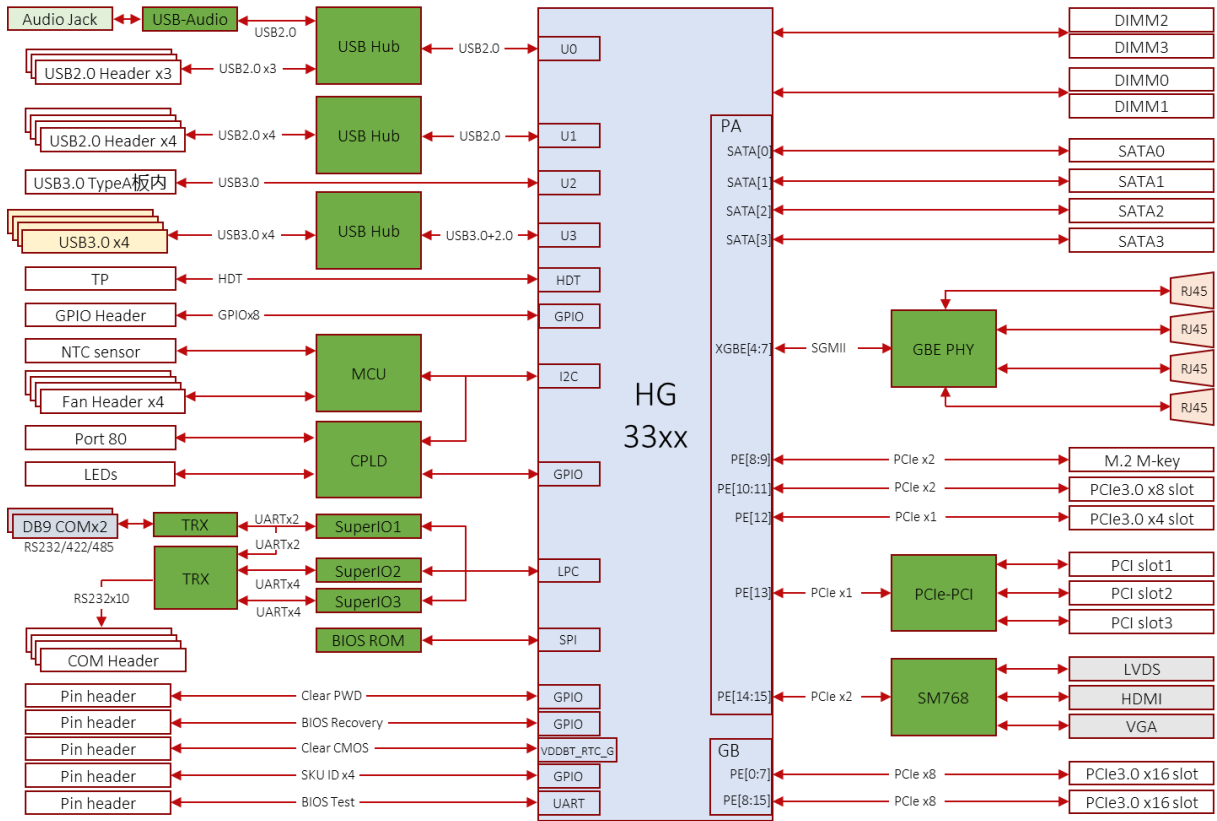 Audio Jack
USB-Audio
USB2.0
USB Hub
USB2.0
U0
USB2.0 Header x3
USB2.0 x3
USB2.0 Header x4
USB2.0 x4
USB Hub
USB2.0
U1
USB3.0 TypeA板内
USB3.0
U2
USB3.0 x4
USB3.0 x4
USB Hub
USB3.0+2.0
U3
TP
HDT
HDT
GPIO Header
GPIOx8
GPIO
NTC sensor
MCU
I2C
Fan Header x4
Port 80
CPLD
LEDs
GPIO
DB9 COMx2
RS232/422/485
TRX
UARTx2
UARTx2
SuperIO1
TRX
UARTx4
SuperIO2
LPC
RS232x10
UARTx4
SuperIO3
BIOS ROM
SPI
COM Header
Pin header
Clear PWD
GPIO
Pin header
BIOS Recovery
GPIO
Pin header
Clear CMOS
VDDBT_RTC_G
Pin header
SKU ID x4
GPIO
Pin header
BIOS Test
UART
HG
33xx
DIMM2
DIMM3
DIMM0
DIMM1
PA
SATA[0]
SATA0
SATA[1]
SATA1
SATA[2]
SATA2
SATA[3]
SATA3
XGBE[4:7]
SGMII
GBE PHY
RJ45
RJ45
RJ45
RJ45
PE[8:9]
PCIe x2
M.2 M-key
PE[10:11]
PCIe x2
PCIe3.0 x8 slot
PE[12]
PCIe x1
PCIe3.0 x4 slot
PE[13]
PCIe x1
PCIe-PCI
PCI slot1
PCI slot2
PCI slot3
PE[14:15]
PCIe x2
SM768
LVDS
HDMI
VGA
GB
PE[0:7]
PCIe x8
PCIe3.0 x16 slot
PE[8:15]
PCIe x8
PCIe3.0 x16 slot